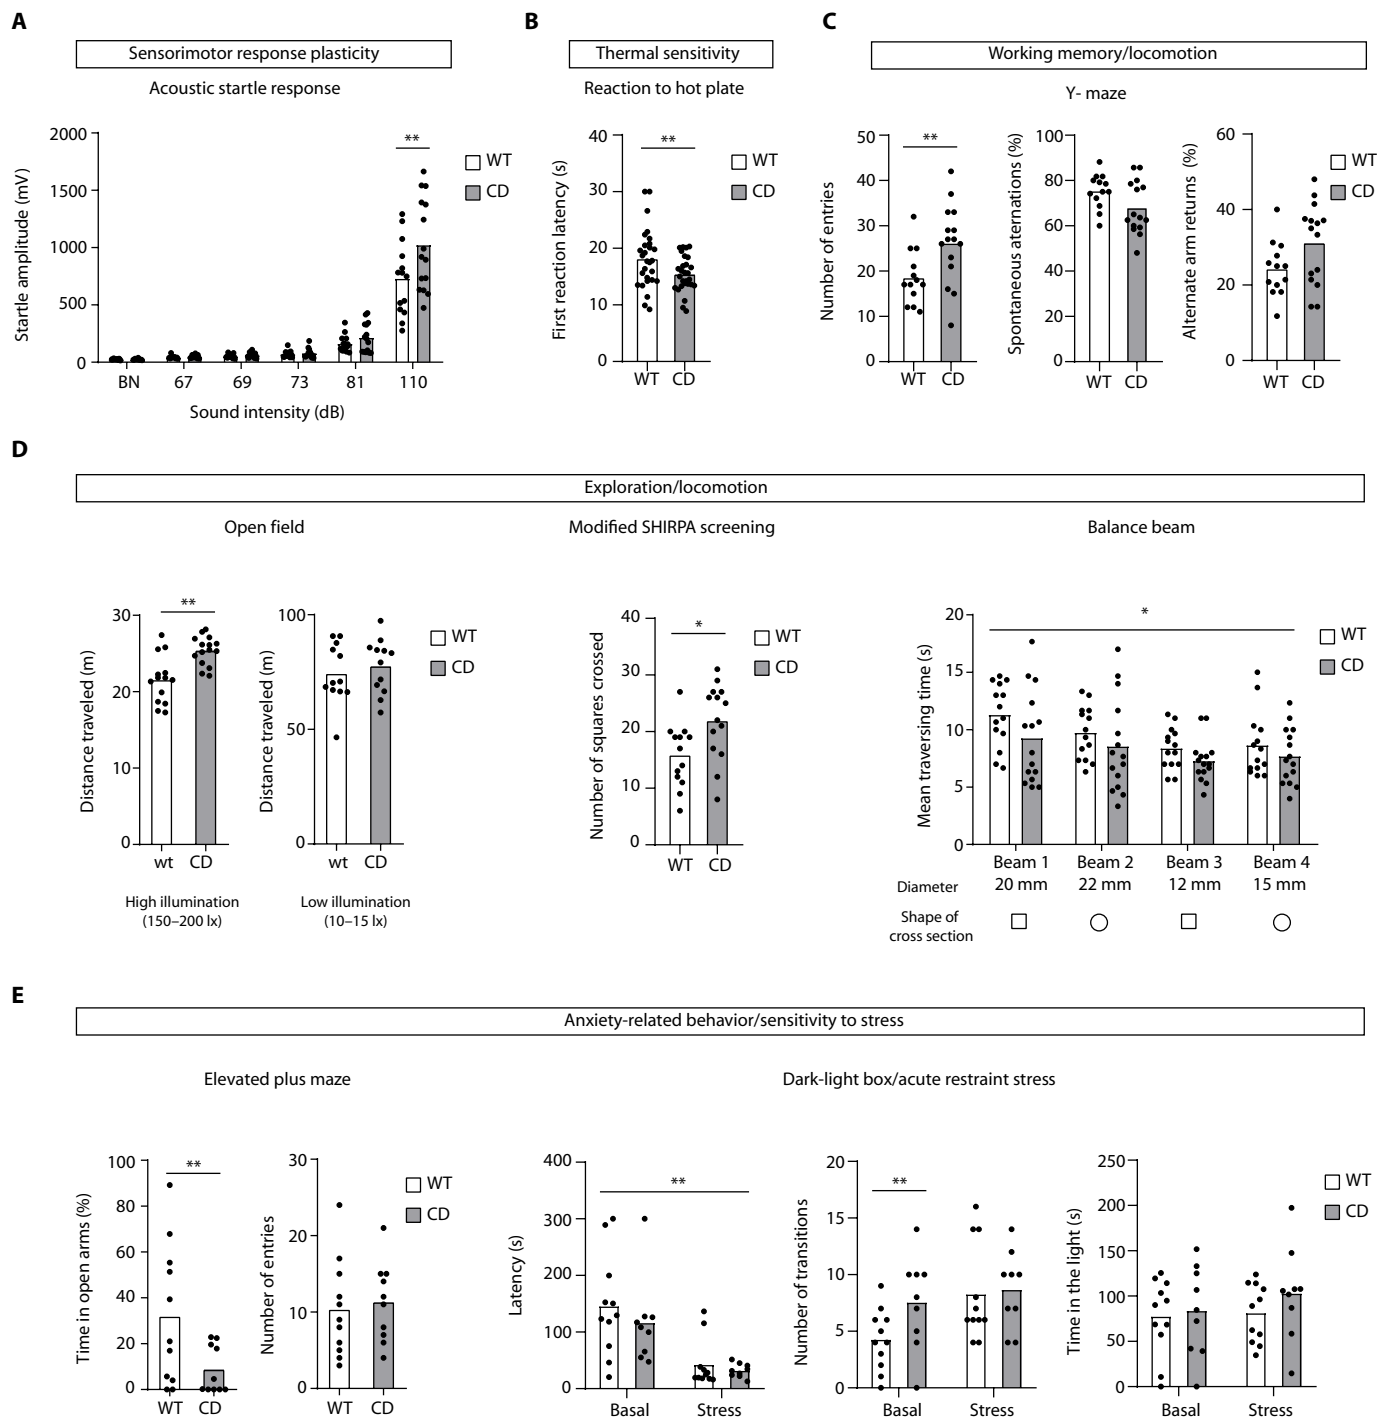 A
Sensorimotor response plasticity
Acoustic startle response
2000
1500
1000
500
0
Startle amplitude (mV)
**
WT
CD
BN 67 69 73 81 110
Sound intensity (dB)
B
Thermal sensitivity
Reaction to hot plate
40
30
20
10
0
First reaction latency (s)
**
WT
CD
WT CD
C
Working memory/locomotion
Y- maze
50
40
30
20
10
0
Number of entries
**
WT CD
100
80
60
40
20
0
Spontaneous aternations (%)
WT CD
60
40
20
0
Alternate arm returns (%)
WT
CD
WT CD
D
Exploration/locomotion
Open field
30
20
10
0
Distance traveled (m)
**
wt CD
High illumination
(150–200 lx)
100
50
0
Distance traveled (m)
WT
CD
wt CD
Low illumination
(10–15 lx)
Modified SHIRPA screening
40
30
20
10
0
Number of squares crossed
*
WT
CD
WT CD
Balance beam
20
15
10
5
0
Mean traversing time (s)
*
WT
CD
Beam 1 Beam 2 Beam 3 Beam 4
Diameter 20 mm 22 mm 12 mm 15 mm
Shape of
cross section
E
Anxiety-related behavior/sensitivity to stress
Elevated plus maze
100
80
60
40
20
0
Time in open arms (%)
**
WT CD
30
20
10
0
Number of entries
WT
CD
WT CD
Dark-light box/acute restraint stress
400
300
200
100
0
Latency (s)
**
Basal Stress
20
15
10
5
0
Number of transitions
**
Basal Stress
250
200
150
100
50
0
Time in the light (s)
WT
CD
Basal Stress